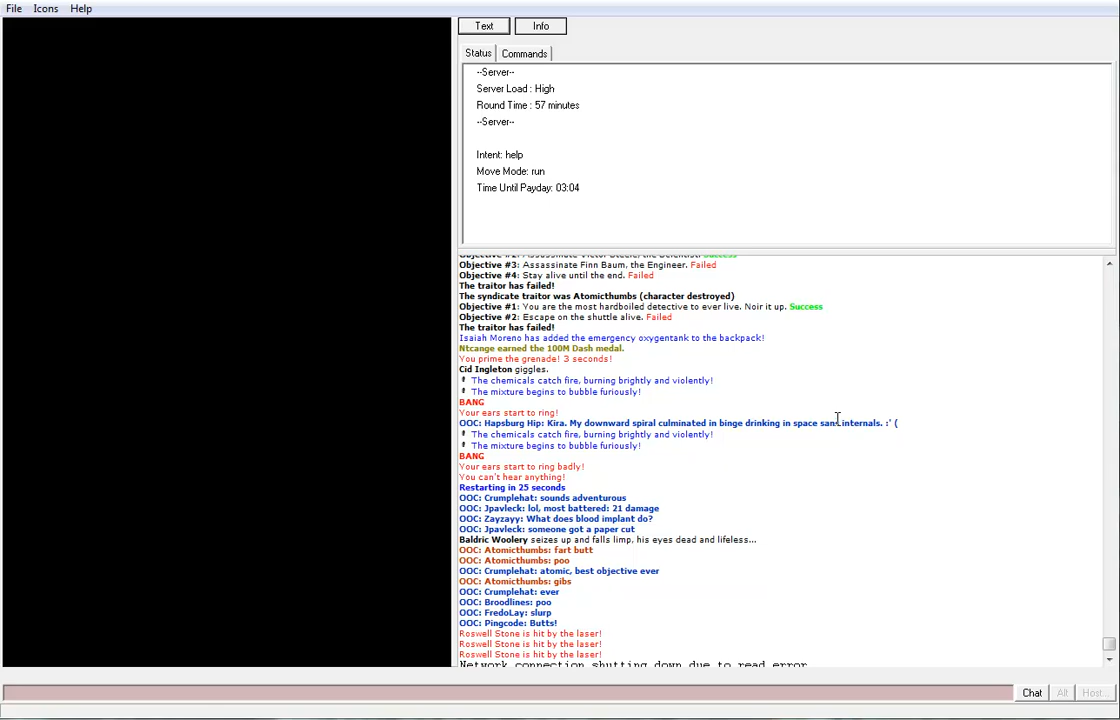 File Icons Help
Text Info
Status Commands
--Server--
Server Load : High
Round Time : 57 minutes
--Server--
Intent: help
Move Mode: run
Time Until Payday: 03:04
Objective #2: Assassinate Victor Steele, the Scientist. Success
Objective #3: Assassinate Finn Baum, the Engineer. Failed
Objective #4: Stay alive until the end. Failed
The traitor has failed!
The syndicate traitor was Atomicthumbs (character destroyed)
Objective #1: You are the most hardboiled detective to ever live. Noir it up. Success
Objective #2: Escape on the shuttle alive. Failed
The traitor has failed!
Isaiah Moreno has added the emergency oxygentank to the backpack!
Ntcange earned the 100M Dash medal.
You prime the grenade! 3 seconds!
Cid Ingleton giggles.
The chemicals catch fire, burning brightly and violently!
The mixture begins to bubble furiously!
BANG
Your ears start to ring!
OOC: Hapsburg Hip: Kira. My downward spiral culminated in binge drinking in space sans internals. :' (
The chemicals catch fire, burning brightly and violently!
The mixture begins to bubble furiously!
BANG
Your ears start to ring badly!
You can't hear anything!
Restarting in 25 seconds
OOC: Crumplehat: sounds adventurous
OOC: Jpavleck: lol, most battered: 21 damage
OOC: Zayzayy: What does blood implant do?
OOC: Jpavleck: someone got a paper cut
Baldric Woolery seizes up and falls limp, his eyes dead and lifeless...
OOC: Atomicthumbs: fart butt
OOC: Atomicthumbs: poo
OOC: Crumplehat: atomic, best objective ever
OOC: Atomicthumbs: gibs
OOC: Crumplehat: ever
OOC: Broodlines: poo
OOC: FredoLay: slurp
OOC: Pingcode: Butts!
Roswell Stone is hit by the laser!
Roswell Stone is hit by the laser!
Roswell Stone is hit by the laser!
Network connection shutting down due to read error
Chat Alt Host...